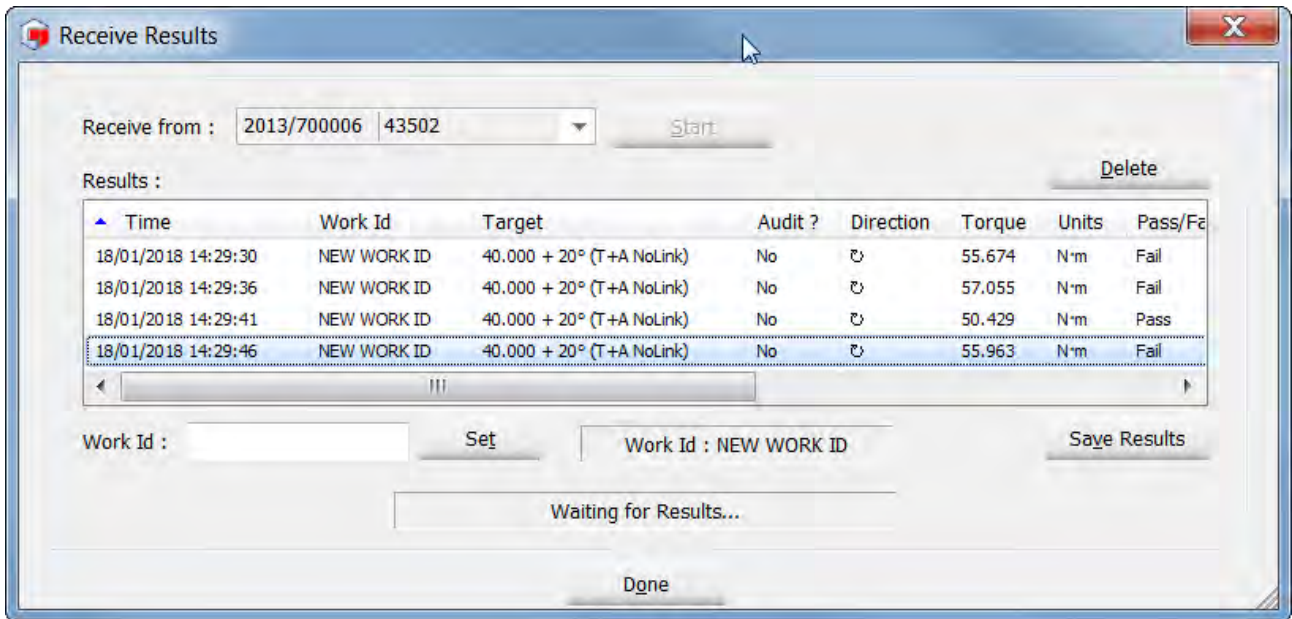 Receive Results
Receive from : 2013/700006 43502 Start
Delete
Results :
Time Work Id Target Audit ? Direction Torque Units Pass/Fa
18/01/2018 14:29:30 NEW WORK ID 40.000 + 20° (T+A NoLink) No ↻ 55.674 N·m Fail
18/01/2018 14:29:36 NEW WORK ID 40.000 + 20° (T+A NoLink) No ↻ 57.055 N·m Fail
18/01/2018 14:29:41 NEW WORK ID 40.000 + 20° (T+A NoLink) No ↻ 50.429 N·m Pass
18/01/2018 14:29:46 NEW WORK ID 40.000 + 20° (T+A NoLink) No ↻ 55.963 N·m Fail
Work Id : Set Work Id : NEW WORK ID Save Results
Waiting for Results...
Done